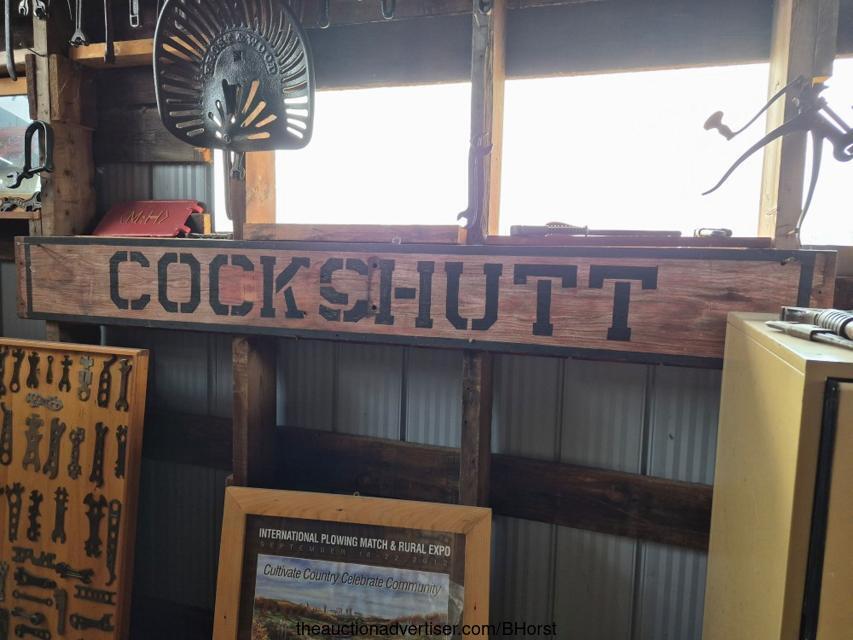 M&H
COCKSHUTT
INTERNATIONAL PLOWING MATCH & RURAL EXPO
Cultivate Country Celebrate Community
theauctionadvertiser.com/BHorst